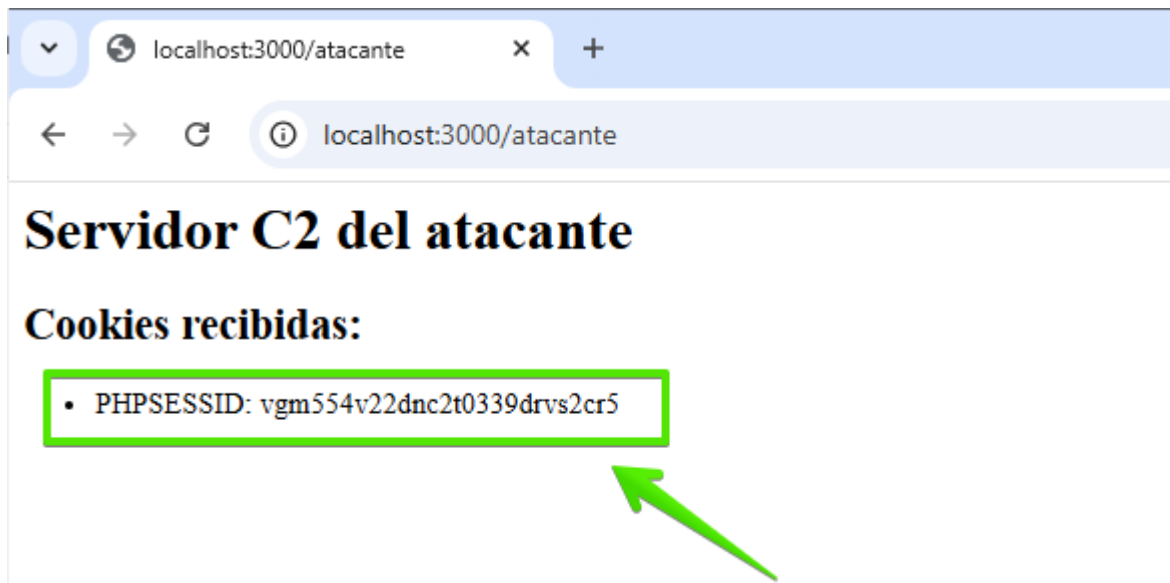 localhost:3000/atacante
localhost:3000/atacante
Servidor C2 del atacante
Cookies recibidas:
• PHPSESSID: vgm554v22dnc2t0339drvs2cr5